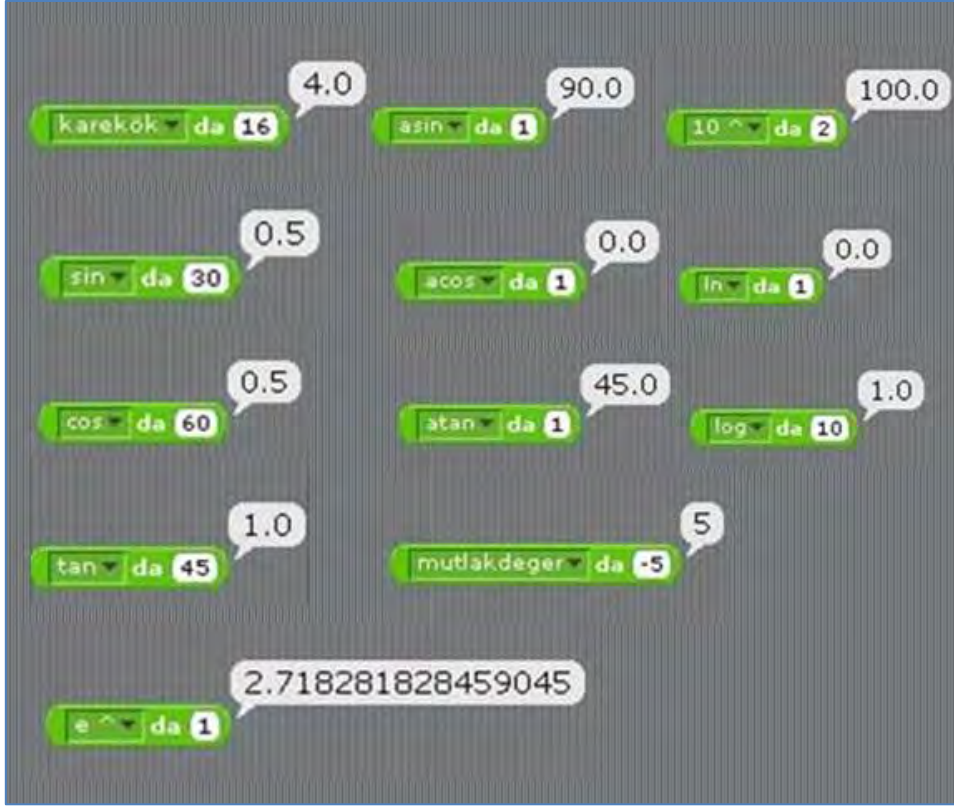 4.0
karekök da 16
90.0
asin da 1
100.0
10 ^ da 2
0.5
sin da 30
0.0
acos da 1
0.0
ln da 1
0.5
cos da 60
45.0
atan da 1
1.0
log da 10
1.0
tan da 45
5
mutlakdeger da -5
2.718281828459045
e ^ da 1